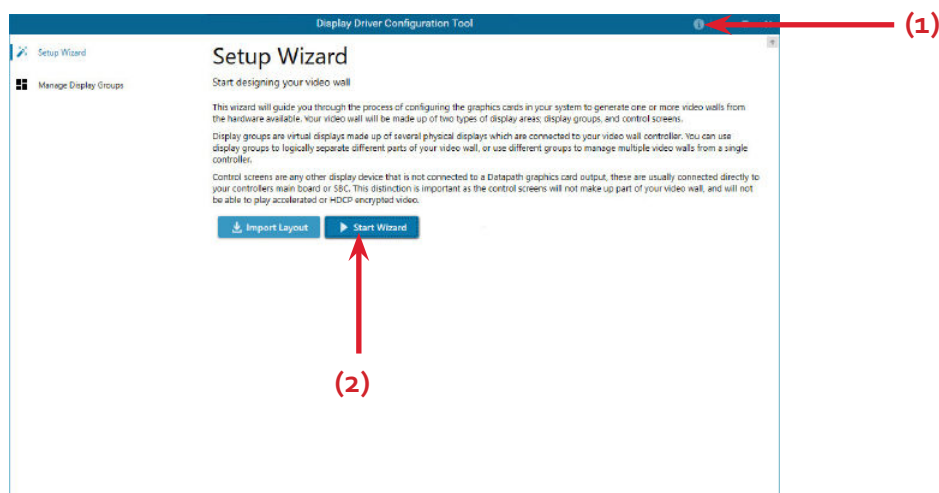 Display Driver Configuration Tool
(1)
Setup Wizard
Manage Display Groups
Setup Wizard
Start designing your video wall
This wizard will guide you through the process of configuring the graphics cards in your system to generate one or more video walls from
the hardware available. Your video wall will be made up of two types of display areas; display groups, and control screens.
Display groups are virtual displays made up of several physical displays which are connected to your video wall controller. You can use
display groups to logically separate different parts of your video wall, or use different groups to manage multiple video walls from a single
controller.
Control screens are any other display device that is not connected to a Datapath graphics card output, these are usually connected directly to
your controllers main board or SBC. This distinction is important as the control screens will not make up part of your video wall, and will not
be able to play accelerated or HDCP encrypted video.
Import Layout
Start Wizard
(2)